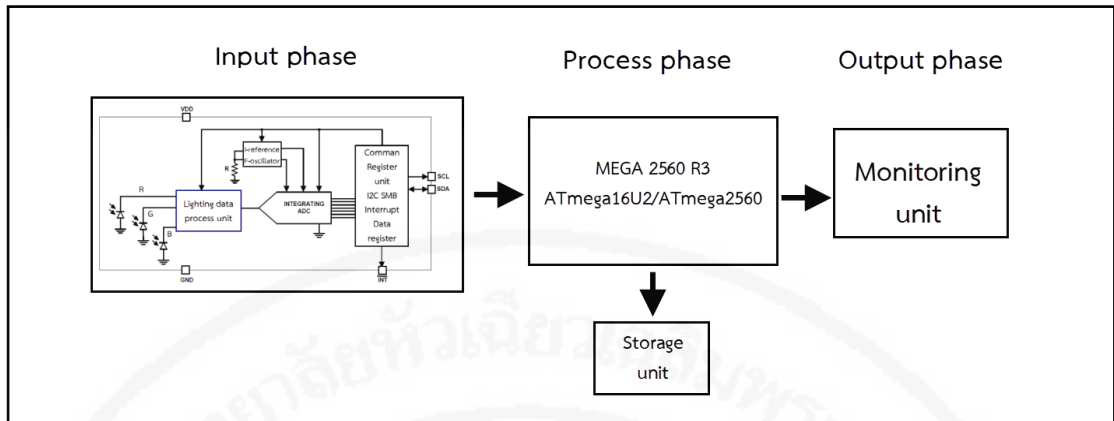 Input phase
Process phase
Output phase
VDD
I-reference
F-oscillator
R
R
G
B
Lighting data
process unit
INTEGRATING
ADC
Comman
Register
unit
I2C SMB
Interrupt
Data
register
SCL
SDA
GND
INT
MEGA 2560 R3
ATmega16U2/ATmega2560
Monitoring
unit
Storage
unit